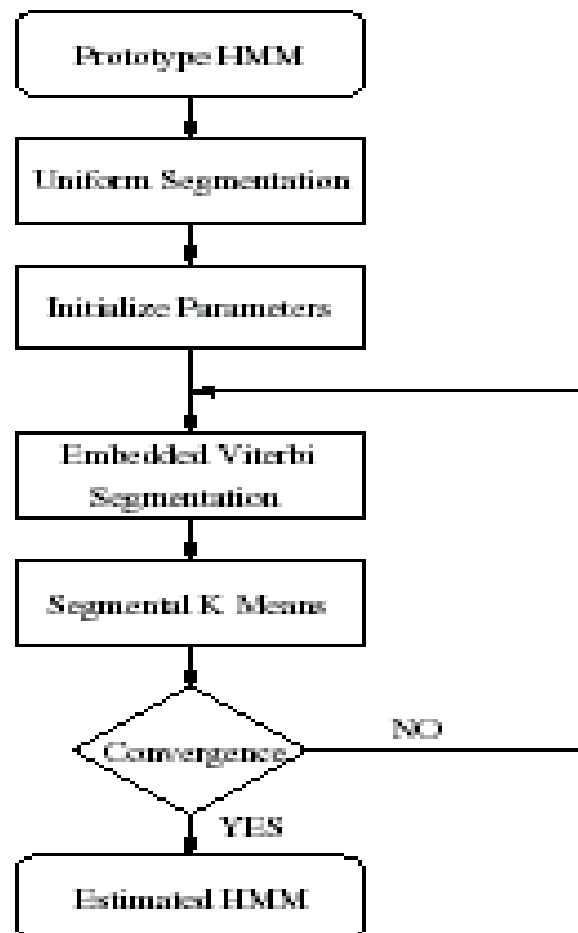 Prototype HMM
Uniform Segmentation
Initialize Parameters
Embedded Viterbi
Segmentation
Segmental K Means
Convergence
NO
YES
Estimated HMM